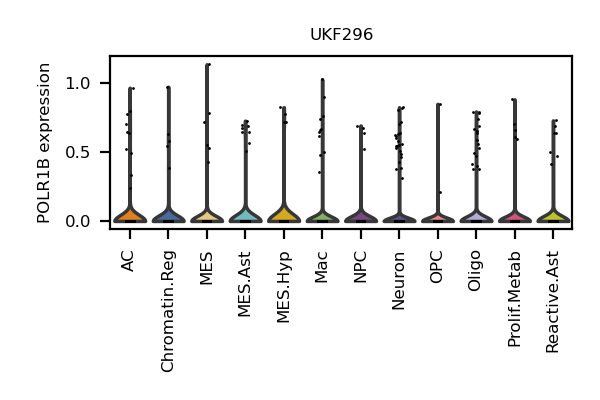 UKF296
POLR1B expression
1.0
0.5
0.0
AC
Chromatin.Reg
MES
MES.Ast
MES.Hyp
Mac
NPC
Neuron
OPC
Oligo
Prolif.Metab
Reactive.Ast